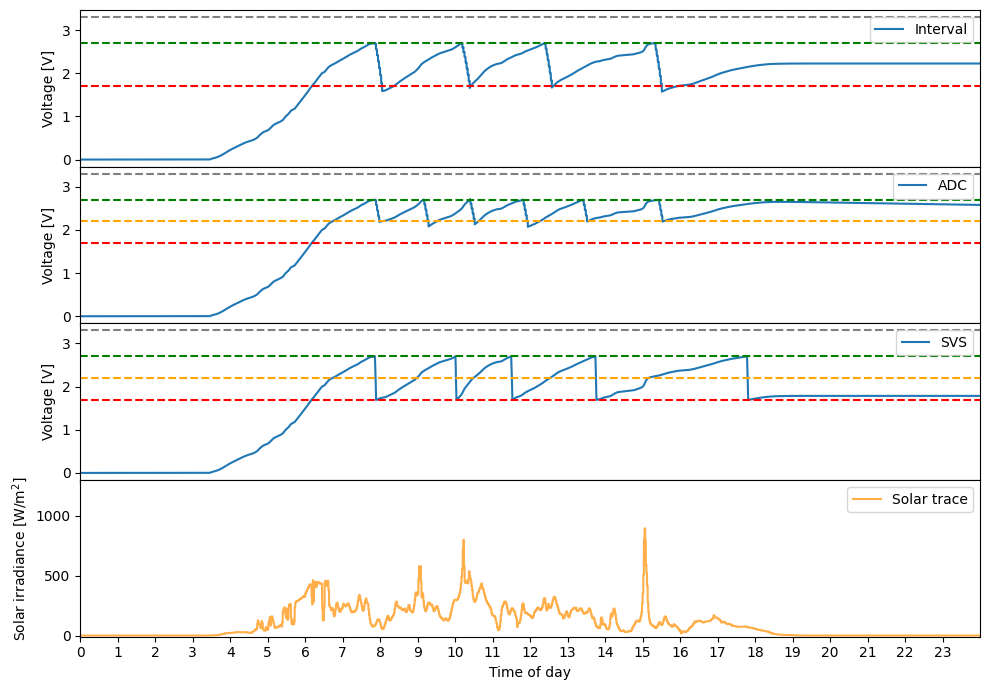 Voltage [V]
3
2
1
0
Interval
Voltage [V]
3
2
1
0
ADC
Voltage [V]
3
2
1
0
SVS
Solar irradiance [W/m²]
1000
500
0
Solar trace
0 1 2 3 4 5 6 7 8 9 10 11 12 13 14 15 16 17 18 19 20 21 22 23
Time of day